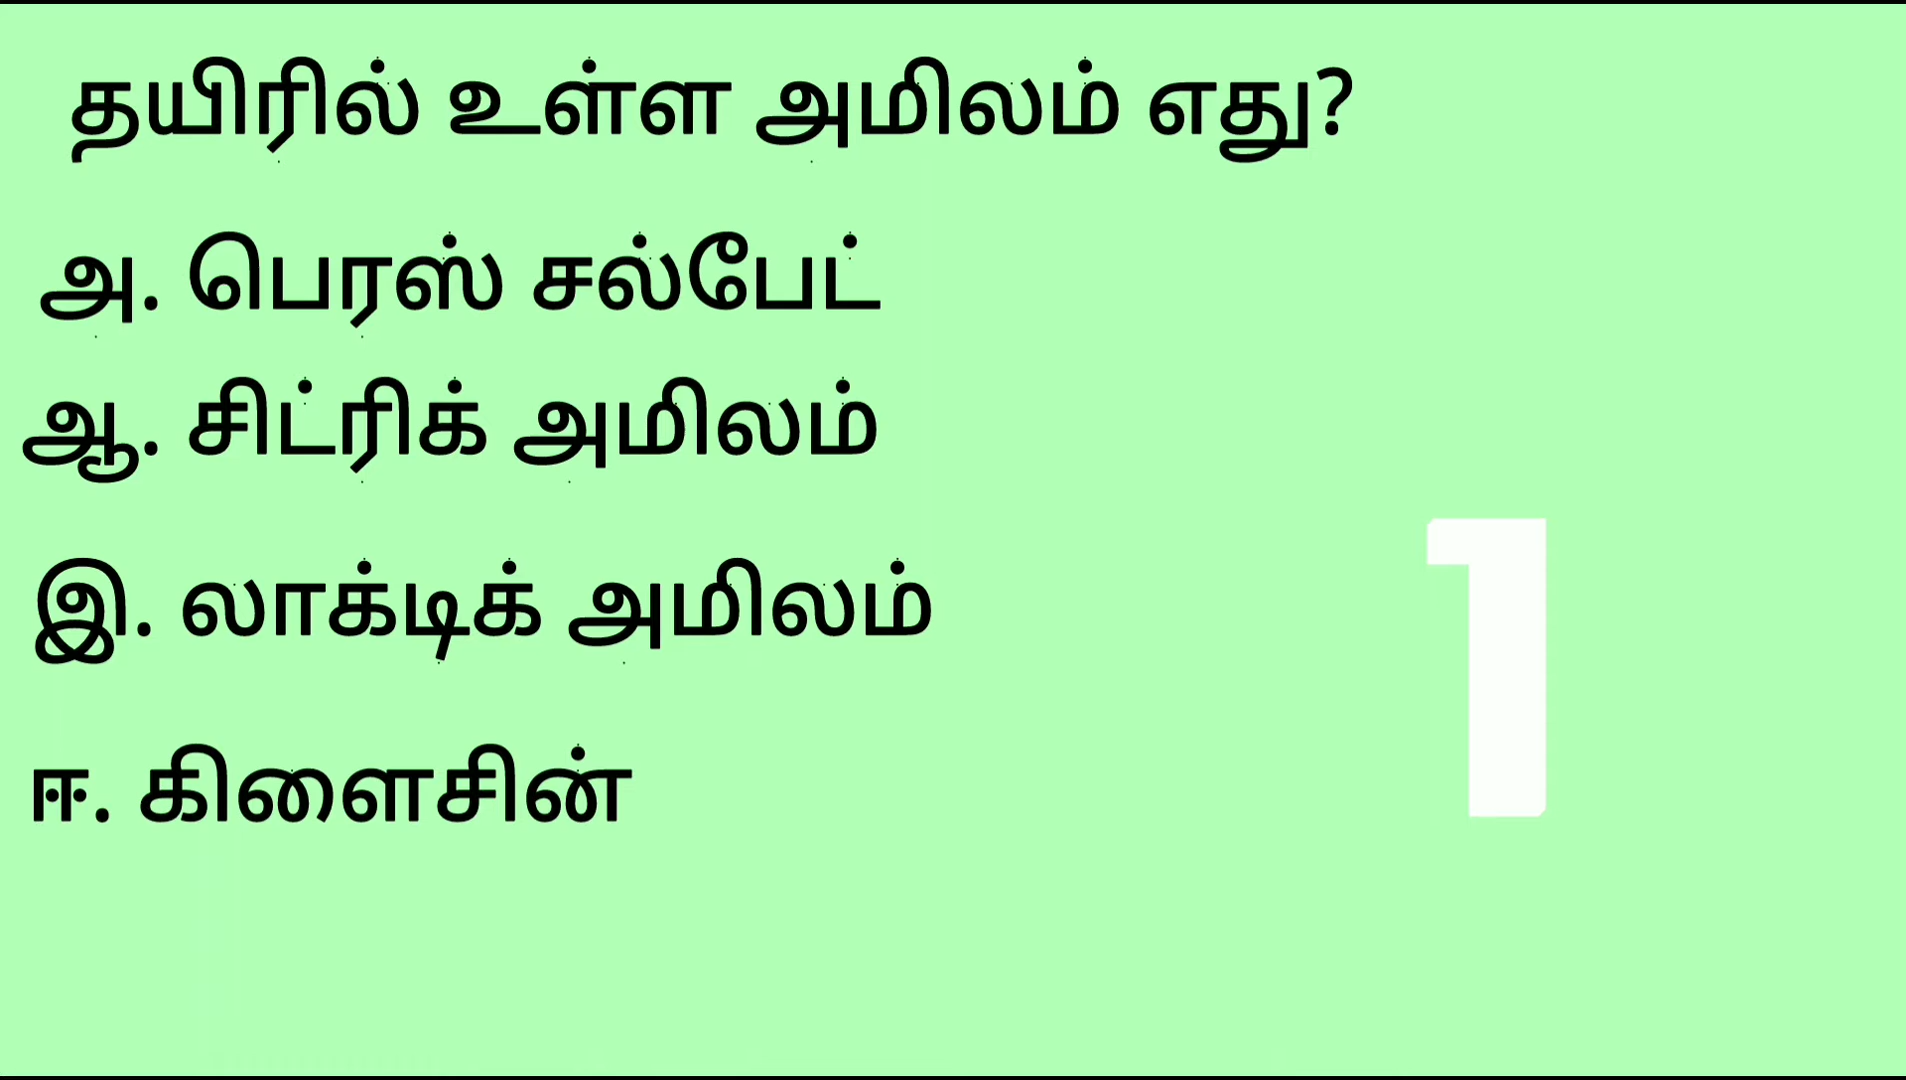 தயிரில் உள்ள அமிலம் எது?
அ. பெரஸ் சல்பேட்
ஆ. சிட்ரிக் அமிலம்
இ. லாக்டிக் அமிலம்
1
ஈ. கிளைசின்